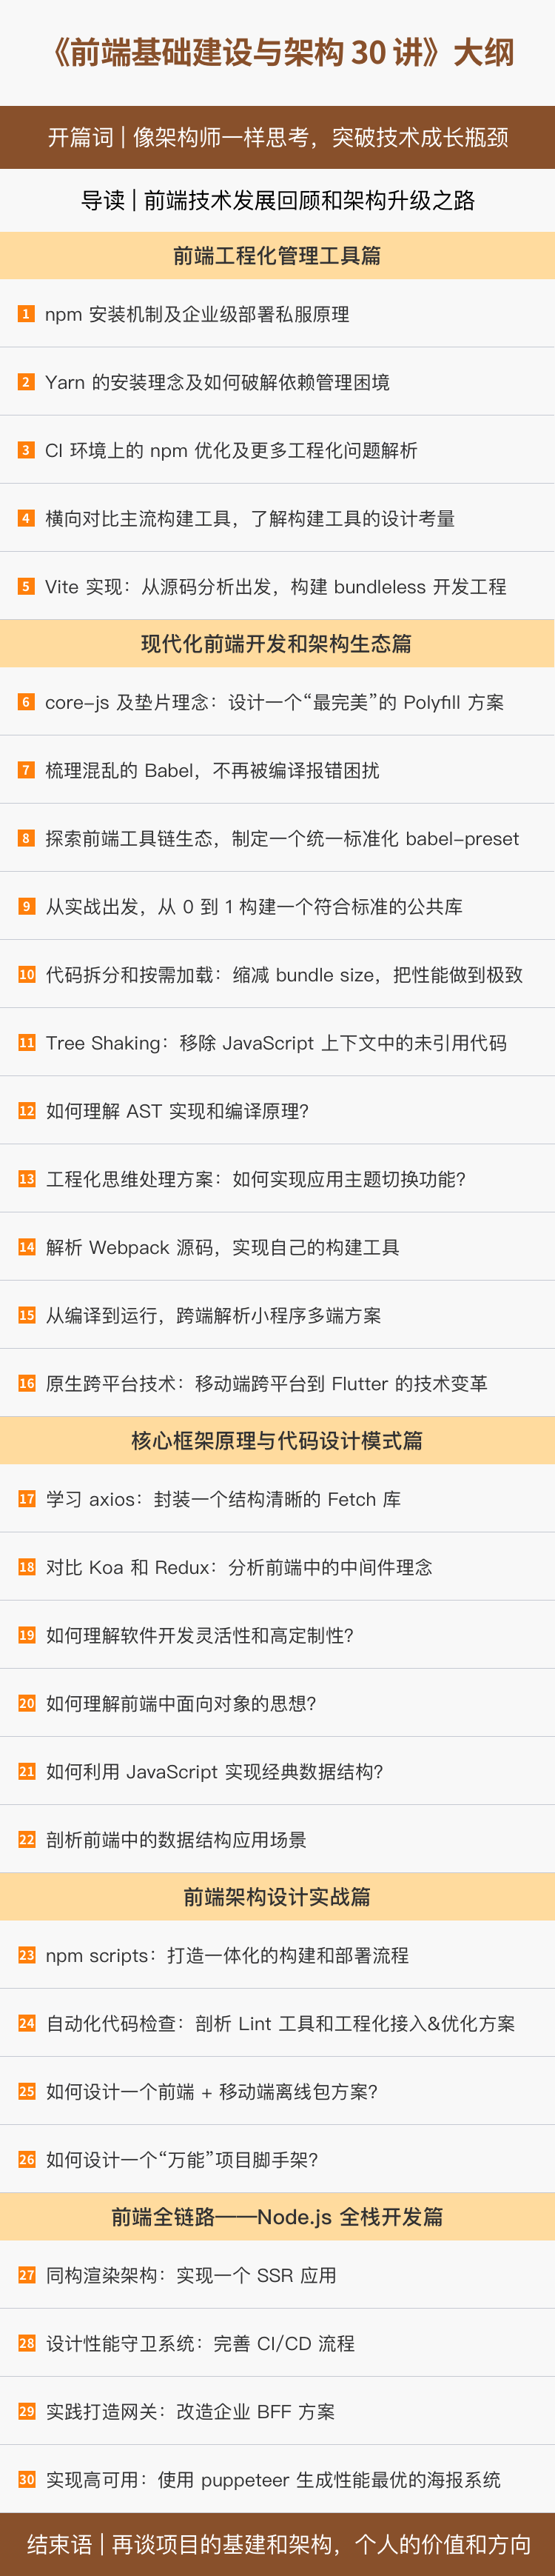 《前端基础建设与架构 30 讲》大纲
开篇词 | 像架构师一样思考，突破技术成长瓶颈
导读 | 前端技术发展回顾和架构升级之路
前端工程化管理工具篇
1 npm 安装机制及企业级部署私服原理
2 Yarn 的安装理念及如何破解依赖管理困境
3 CI 环境上的 npm 优化及更多工程化问题解析
4 横向对比主流构建工具，了解构建工具的设计考量
5 Vite 实现：从源码分析出发，构建 bundleless 开发工程
现代化前端开发和架构生态篇
6 core-js 及垫片理念：设计一个“最完美”的 Polyfill 方案
7 梳理混乱的 Babel，不再被编译报错困扰
8 探索前端工具链生态，制定一个统一标准化 babel-preset
9 从实战出发，从 0 到 1 构建一个符合标准的公共库
10 代码拆分和按需加载：缩减 bundle size，把性能做到极致
11 Tree Shaking：移除 JavaScript 上下文中的未引用代码
12 如何理解 AST 实现和编译原理？
13 工程化思维处理方案：如何实现应用主题切换功能？
14 解析 Webpack 源码，实现自己的构建工具
15 从编译到运行，跨端解析小程序多端方案
16 原生跨平台技术：移动端跨平台到 Flutter 的技术变革
核心框架原理与代码设计模式篇
17 学习 axios：封装一个结构清晰的 Fetch 库
18 对比 Koa 和 Redux：分析前端中的中间件理念
19 如何理解软件开发灵活性和高定制性？
20 如何理解前端中面向对象的思想？
21 如何利用 JavaScript 实现经典数据结构？
22 剖析前端中的数据结构应用场景
前端架构设计实战篇
23 npm scripts：打造一体化的构建和部署流程
24 自动化代码检查：剖析 Lint 工具和工程化接入&优化方案
25 如何设计一个前端 + 移动端离线包方案？
26 如何设计一个“万能”项目脚手架？
前端全链路——Node.js 全栈开发篇
27 同构渲染架构：实现一个 SSR 应用
28 设计性能守卫系统：完善 CI/CD 流程
29 实践打造网关：改造企业 BFF 方案
30 实现高可用：使用 puppeteer 生成性能最优的海报系统
结束语 | 再谈项目的基建和架构，个人的价值和方向